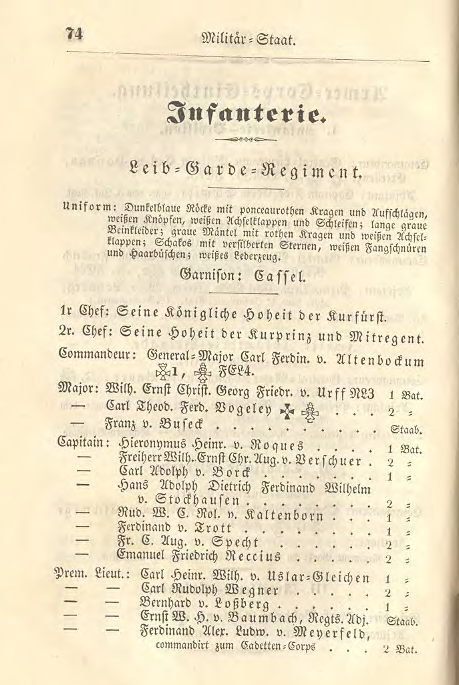 74 Militär-Staat.
Infanterie.
Leib-Garde-Regiment.
Uniform: Dunkelblaue Röcke mit ponceaurothen Kragen und Aufschlägen,
weißen Knöpfen, weißen Achselklappen und Schleifen; lange graue
Beinkleider; graue Mäntel mit rothen Kragen und weißen Achsel-
klappen; Schakos mit versilberten Sternen, weißen Fangschnüren
und Haarbüschen; weißes Lederzeug.
Garnison: Cassel.
1r Chef: Seine Königliche Hoheit der Kurfürst.
2r. Chef: Seine Hoheit der Kurprinz und Mitregent.
Commandeur: General-Major Carl Ferdin. v. Altenbockum
1, FEL4.
Major: Wilh. Ernst Christ. Georg Friedr. v. Urff NL3 1 Bat.
— Carl Theod. Ferd. Vogeley . . . 2 =
— Franz v. Buseck . . . . . . . . . Staab.
Capitain: Hieronymus Heinr. v. Roques . . . . 1 Bat.
— Freiherr Wilh. Ernst Chr. Aug. v. Verschuer . 2 =
— Carl Adolph v. Borck . . . . . . . 1 =
— Hans Adolph Dietrich Ferdinand Wilhelm
v. Stockhausen . . . . . . . . 2 =
— Rud. W. C. Rol. v. Kaltenborn . . . 1 =
— Ferdinand v. Trott . . . . . . . . 1 =
— Fr. C. Aug. v. Specht . . . . . . 2 =
— Emanuel Friedrich Reccius . . . . . 2 =
Prem. Lieut.: Carl Heinr. Wilh. v. Uslar-Gleichen 1 =
— — Carl Rudolph Wegner . . . . . . 2 =
— — Bernhard v. Loßberg . . . . . . 1 =
— — Ernst W. H. v. Baumbach, Regts. Adj. Staab.
— — Ferdinand Alex. Ludw. v. Meyerfeld,
commandirt zum Cadetten-Corps . . . 2 Bat.